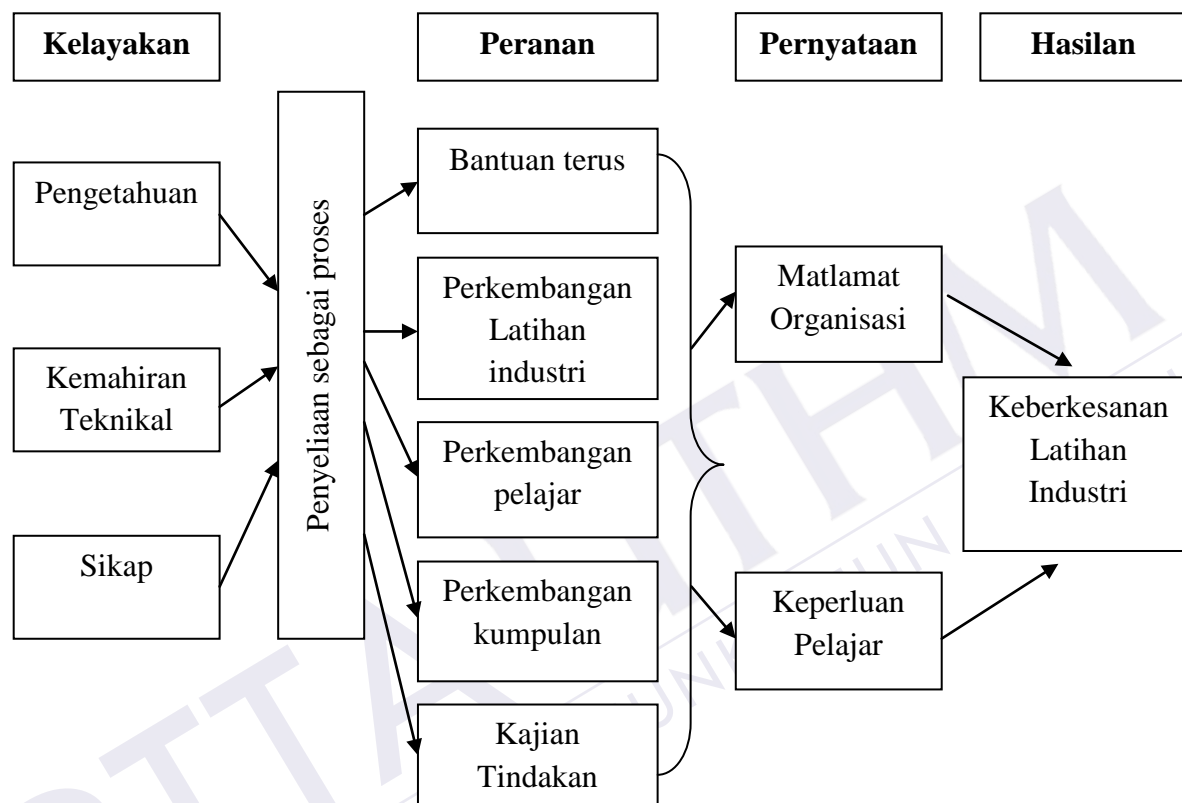 Kelayakan
Peranan
Pernyataan
Hasilan
Pengetahuan
Kemahiran
Teknikal
Sikap
Penyeliaan sebagai proses
Bantuan terus
Perkembangan
Latihan
industri
Perkembangan
pelajar
Perkembangan
kumpulan
Kajian
Tindakan
Matlamat
Organisasi
Keperluan
Pelajar
Keberkesanan
Latihan
Industri